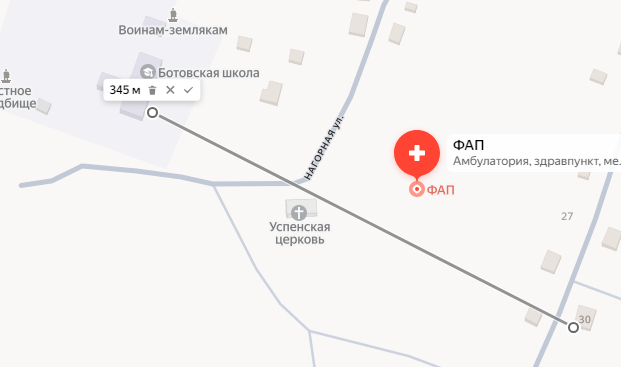 Воинам-землякам
Ботовская школа
стное
дбище
345 м
НАГОРНАЯ ул.
ФАП
Амбулатория, здравпункт, ме.
ФАП
Успенская
церковь
27
30